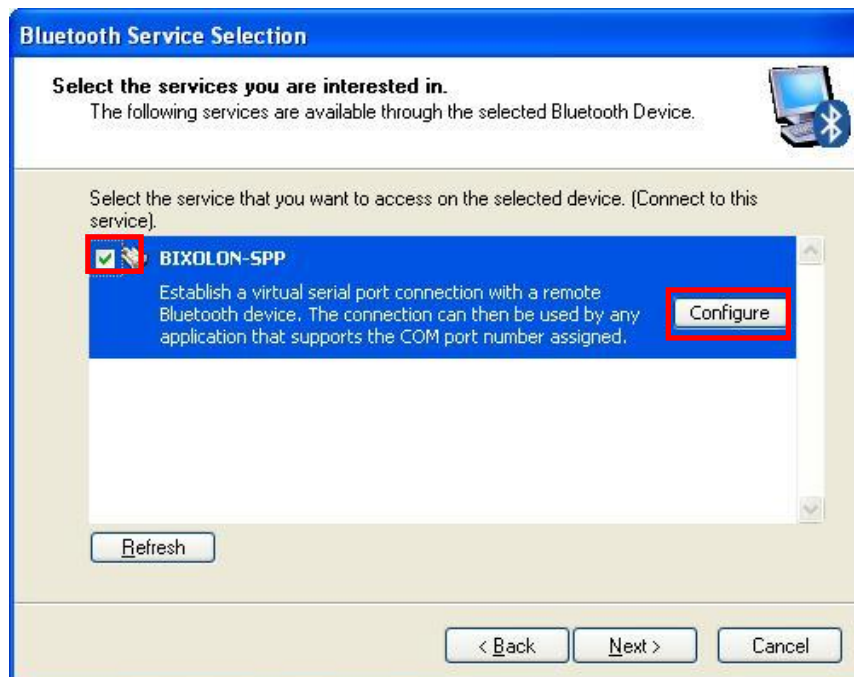 Bluetooth Service Selection
Select the services you are interested in.
The following services are available through the selected Bluetooth Device.
Select the service that you want to access on the selected device. (Connect to this
service).
BIXOLON-SPP
Establish a virtual serial port connection with a remote
Bluetooth device. The connection can then be used by any
application that supports the COM port number assigned.
Configure
Refresh
< Back
Next >
Cancel